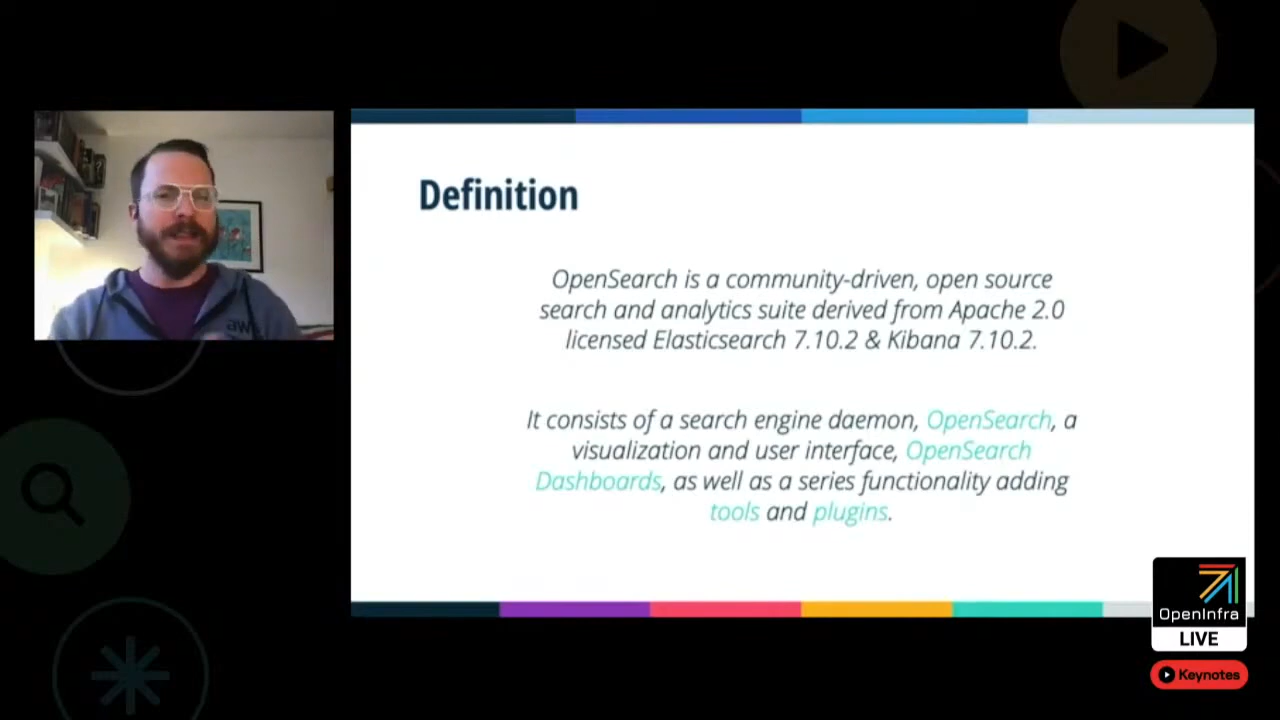 aws
Definition
OpenSearch is a community-driven, open source
search and analytics suite derived from Apache 2.0
licensed Elasticsearch 7.10.2 & Kibana 7.10.2.
It consists of a search engine daemon, OpenSearch, a
visualization and user interface, OpenSearch
Dashboards, as well as a series functionality adding
tools and plugins.
OpenInfra
LIVE
Keynotes